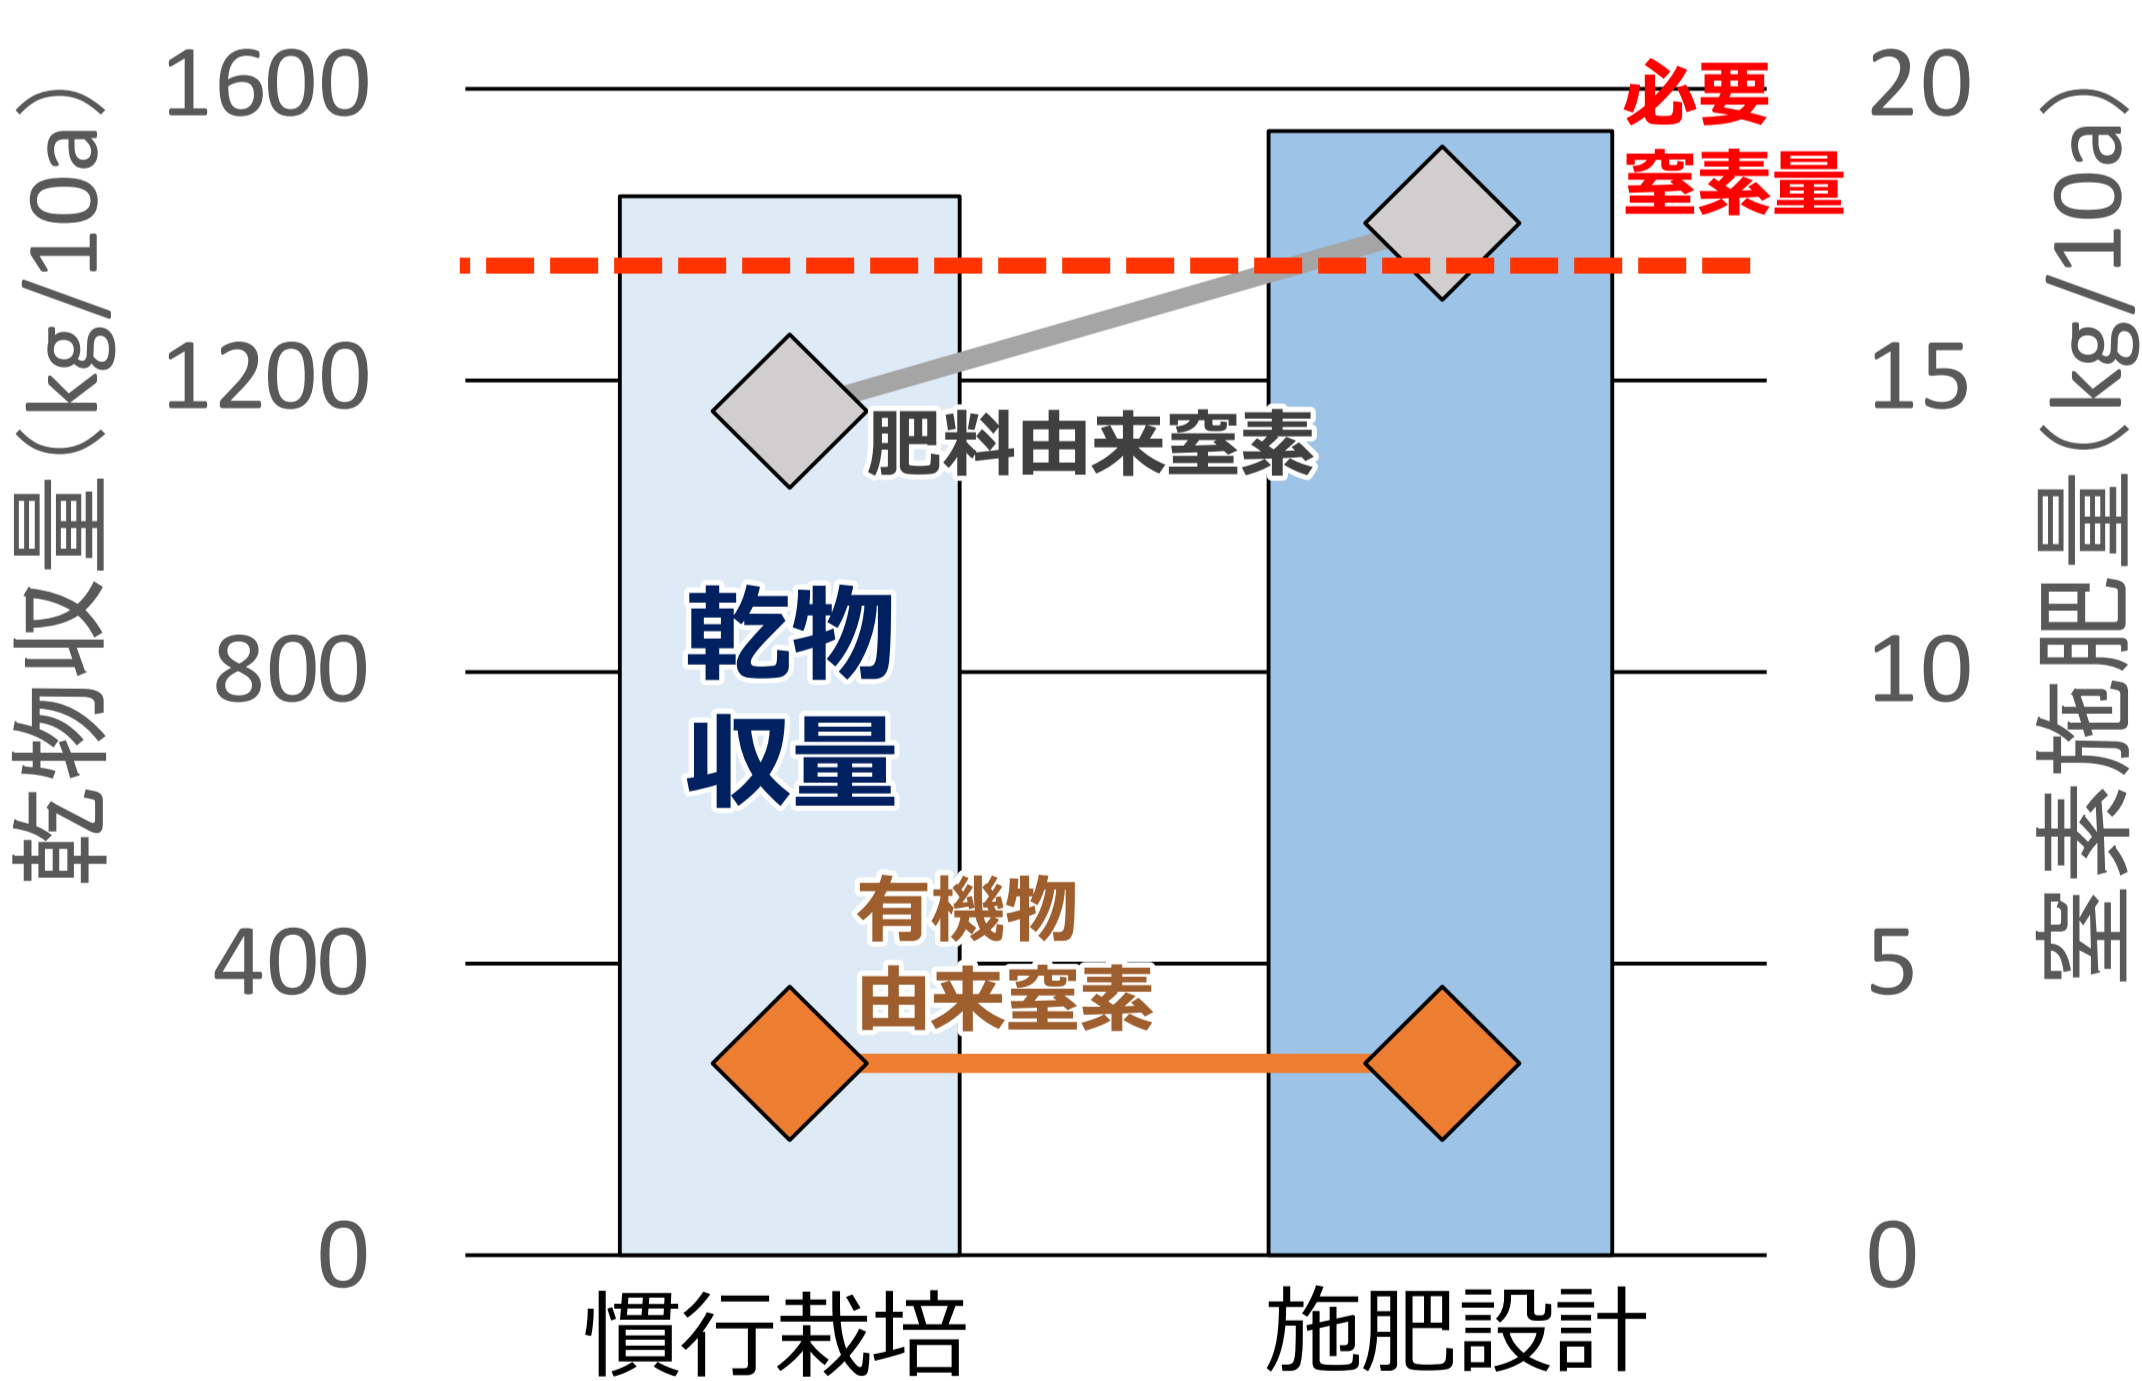 乾物収量（kg/10a）
1600
1200
800
400
0
必要
窒素量
肥料由来窒素
乾物
収量
有機物
由来窒素
慣行栽培
施肥設計
20
15
10
5
0
窒素施肥量（kg/10a）